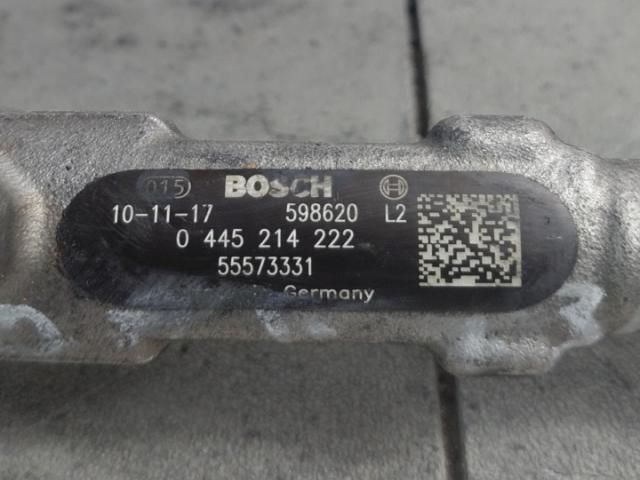 015 BOSCH
10-11-17 598620 L2
0 445 214 222
55573331
Germany